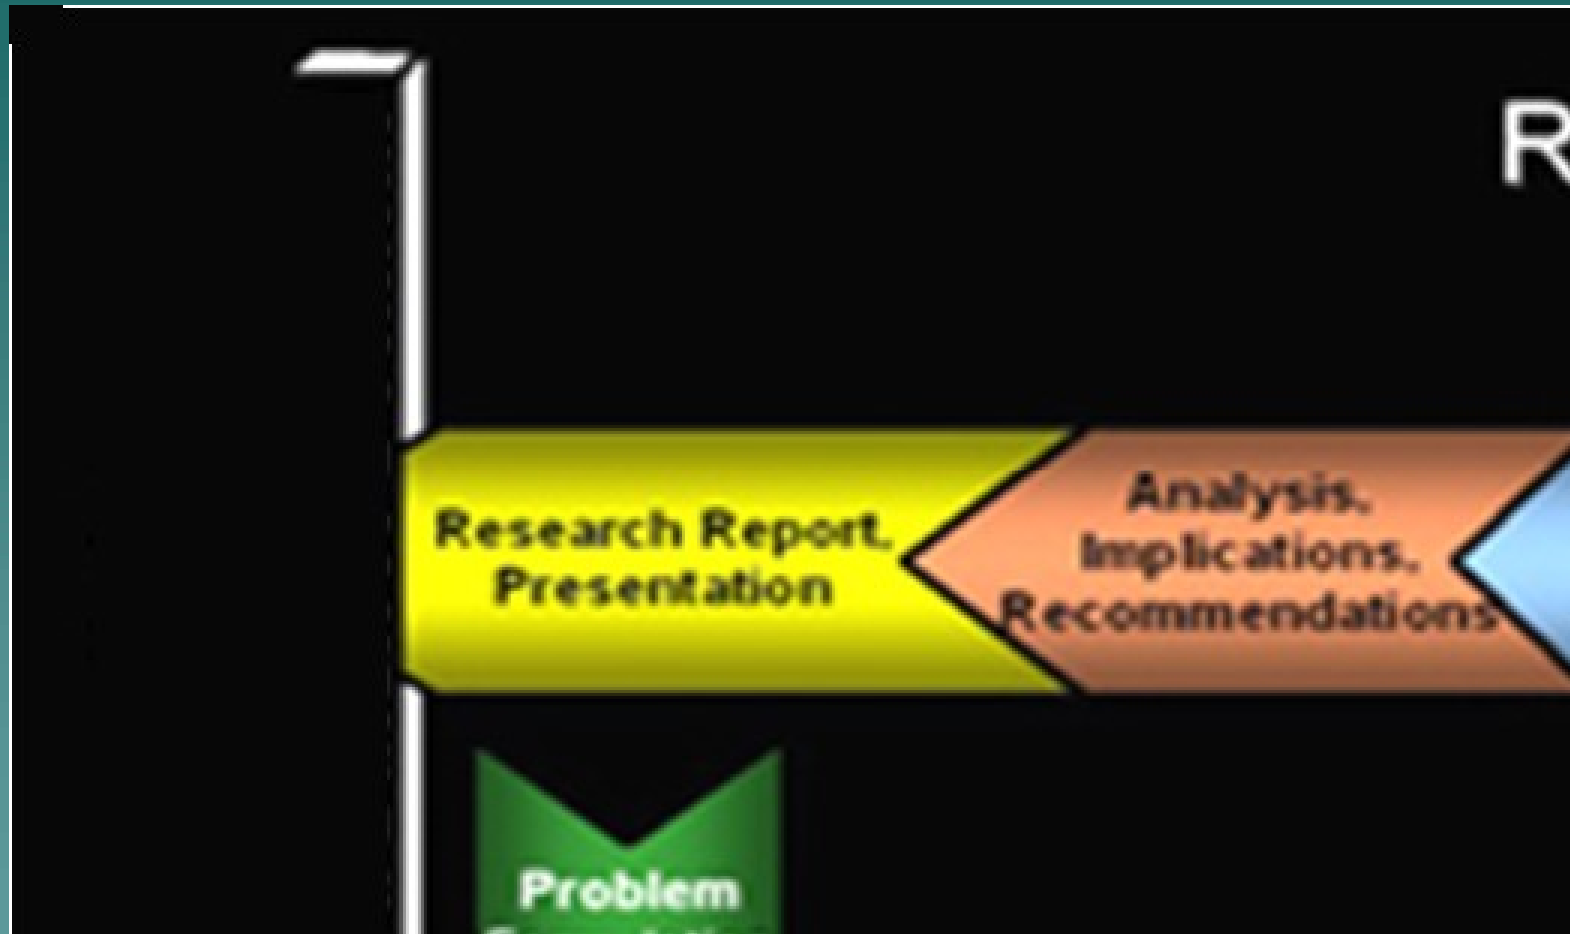 R
Research Report,
Presentation
Analysis,
Implications,
Recommendations
Problem